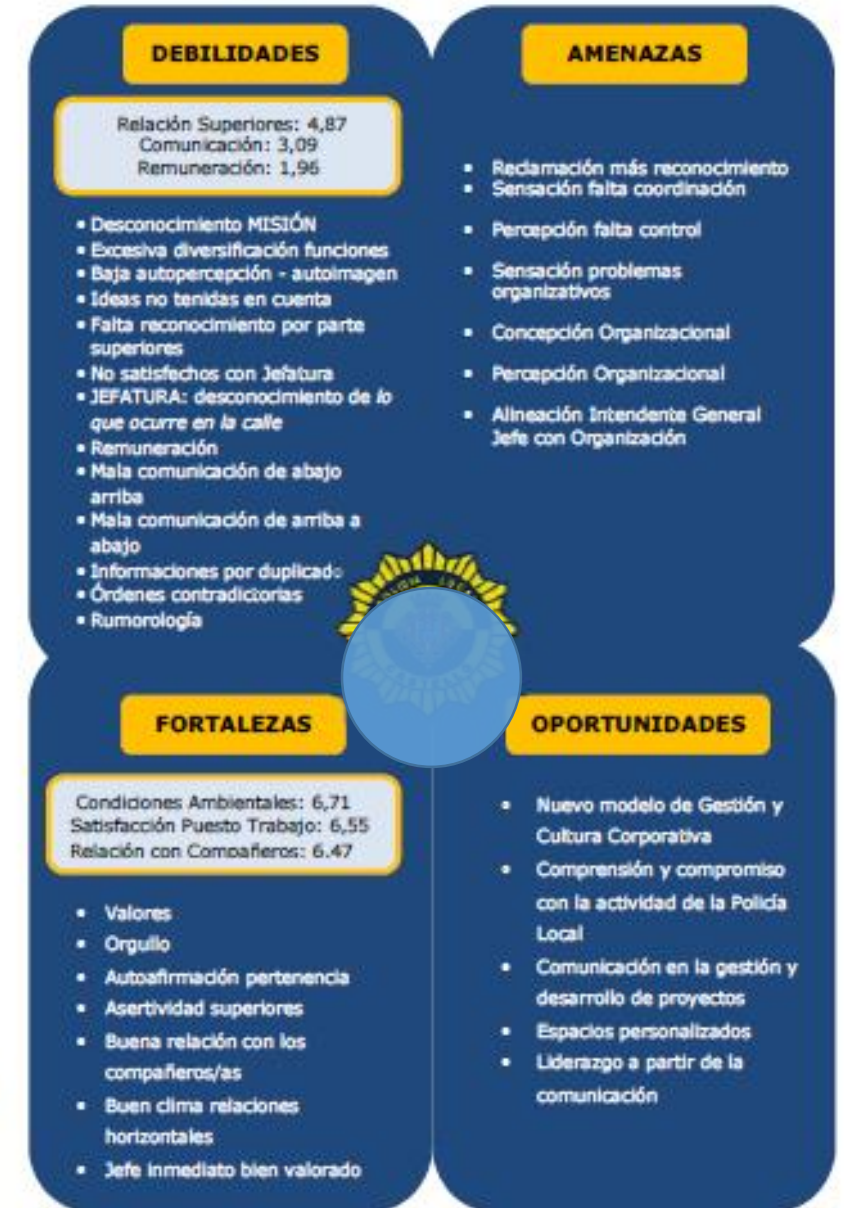 DEBILIDADES
Relación Superiores: 4,87
Comunicación: 3,09
Remuneración: 1,96
• Desconocimiento MISIÓN
• Excesiva diversificación funciones
• Baja autopercepción - autoimagen
• Ideas no tenidas en cuenta
• Falta reconocimiento por parte
superiores
• No satisfechos con Jefatura
• JEFATURA: desconocimiento de lo
que ocurre en la calle
• Remuneración
• Mala comunicación de abajo
arriba
• Mala comunicación de arriba a
abajo
• Informaciones por duplicado
• Órdenes contradictorias
• Rumorología
AMENAZAS
• Reclamación más reconocimiento
• Sensación falta coordinación
• Percepción falta control
• Sensación problemas
organizativos
• Concepción Organizacional
• Percepción Organizacional
• Alineación Intendente General
Jefe con Organización
FORTALEZAS
Condiciones Ambientales: 6,71
Satisfacción Puesto Trabajo: 6,55
Relación con Compañeros: 6.47
• Valores
• Orgullo
• Autoafirmación pertenencia
• Asertividad superiores
• Buena relación con los
compañeros/as
• Buen clima relaciones
horizontales
• Jefe inmediato bien valorado
OPORTUNIDADES
• Nuevo modelo de Gestión y
Cultura Corporativa
• Comprensión y compromiso
con la actividad de la Policía
Local
• Comunicación en la gestión y
desarrollo de proyectos
• Espacios personalizados
• Liderazgo a partir de la
comunicación